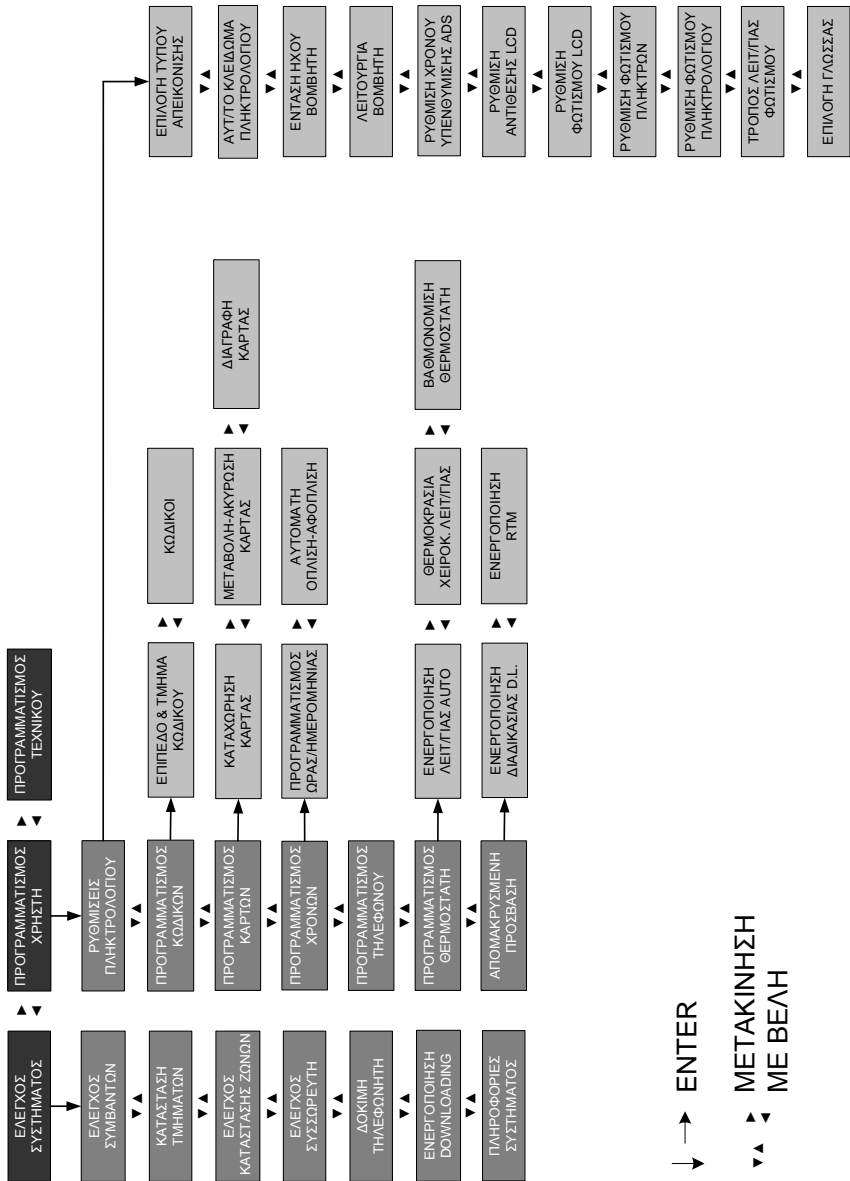 ΕΛΕΓΧΟΣ
ΣΥΣΤΗΜΑΤΟΣ
ΠΡΟΓΡΑΜΜΑΤΙΣΜΟΣ
ΧΡΗΣΤΗ
ΠΡΟΓΡΑΜΜΑΤΙΣΜΟΣ
ΤΕΧΝΙΚΟΥ
ΕΛΕΓΧΟΣ
ΣΥΜΒΑΝΤΩΝ
ΚΑΤΑΣΤΑΣΗ
ΤΜΗΜΑΤΩΝ
ΕΛΕΓΧΟΣ
ΚΑΤΑΣΤΑΣΗΣ ΖΩΝΩΝ
ΕΛΕΓΧΟΣ
ΣΥΣΣΩΡΕΥΤΗ
ΔΟΚΙΜΗ
ΤΗΛΕΦΩΝΗΤΗ
ΕΝΕΡΓΟΠΟΙΗΣΗ
DOWNLOADING
ΠΛΗΡΟΦΟΡΙΕΣ
ΣΥΣΤΗΜΑΤΟΣ
ΡΥΘΜΙΣΕΙΣ
ΠΛΗΚΤΡΟΛΟΓΙΟΥ
ΠΡΟΓΡΑΜΜΑΤΙΣΜΟΣ
ΚΩΔΙΚΩΝ
ΠΡΟΓΡΑΜΜΑΤΙΣΜΟΣ
ΚΑΡΤΩΝ
ΠΡΟΓΡΑΜΜΑΤΙΣΜΟΣ
ΧΡΟΝΩΝ
ΠΡΟΓΡΑΜΜΑΤΙΣΜΟΣ
ΤΗΛΕΦΩΝΟΥ
ΠΡΟΓΡΑΜΜΑΤΙΣΜΟΣ
ΘΕΡΜΟΣΤΑΤΗ
ΑΠΟΜΑΚΡΥΣΜΕΝΗ
ΠΡΟΣΒΑΣΗ
ΕΠΙΠΕΔΟ & ΤΜΗΜΑ
ΚΩΔΙΚΟΥ
ΚΩΔΙΚΟΙ
ΚΑΤΑΧΩΡΗΣΗ
ΚΑΡΤΑΣ
ΜΕΤΑΒΟΛΗ-ΑΚΥΡΩΣΗ
ΚΑΡΤΑΣ
ΔΙΑΓΡΑΦΗ
ΚΑΡΤΑΣ
ΠΡΟΓΡΑΜΜΑΤΙΣΜΟΣ
ΩΡΑΣ/ΗΜΕΡΟΜΗΝΙΑΣ
ΑΥΤΟΜΑΤΗ
ΟΠΛΙΣΗ-ΑΦΟΠΛΙΣΗ
ΕΝΕΡΓΟΠΟΙΗΣΗ
ΛΕΙΤ/ΓΙΑΣ AUTO
ΘΕΡΜΟΚΡΑΣΙΑ
ΧΕΙΡΟΚ. ΛΕΙΤ/ΓΙΑΣ
ΒΑΘΜΟΝΟΜΙΣΗ
ΘΕΡΜΟΣΤΑΤΗ
ΕΝΕΡΓΟΠΟΙΗΣΗ
ΔΙΑΔΙΚΑΣΙΑΣ D.L.
ΕΝΕΡΓΟΠΟΙΗΣΗ
RTM
ΕΠΙΛΟΓΗ ΤΥΠΟΥ
ΑΠΕΙΚΟΝΙΣΗΣ
ΑΥΤ/ΤΟ ΚΛΕΙΔΩΜΑ
ΠΛΗΚΤΡΟΛΟΓΙΟΥ
ΕΝΤΑΣΗ ΗΧΟΥ
ΒΟΜΒΗΤΗ
ΛΕΙΤΟΥΡΓΙΑ
ΒΟΜΒΗΤΗ
ΡΥΘΜΙΣΗ ΧΡΟΝΟΥ
ΥΠΕΝΘΥΜΙΣΗΣ ADS
ΡΥΘΜΙΣΗ
ΑΝΤΙΘΕΣΗΣ LCD
ΡΥΘΜΙΣΗ
ΦΩΤΙΣΜΟΥ LCD
ΡΥΘΜΙΣΗ ΦΩΤΙΣΜΟΥ
ΠΛΗΚΤΡΩΝ
ΡΥΘΜΙΣΗ ΦΩΤΙΣΜΟΥ
ΠΛΗΚΤΡΟΛΟΓΙΟΥ
ΤΡΟΠΟΣ ΛΕΙΤ/ΓΙΑΣ
ΦΩΤΙΣΜΟΥ
ΕΠΙΛΟΓΗ ΓΛΩΣΣΑΣ
ENTER
ΜΕΤΑΚΙΝΗΣΗ
ΜΕ ΒΕΛΗ